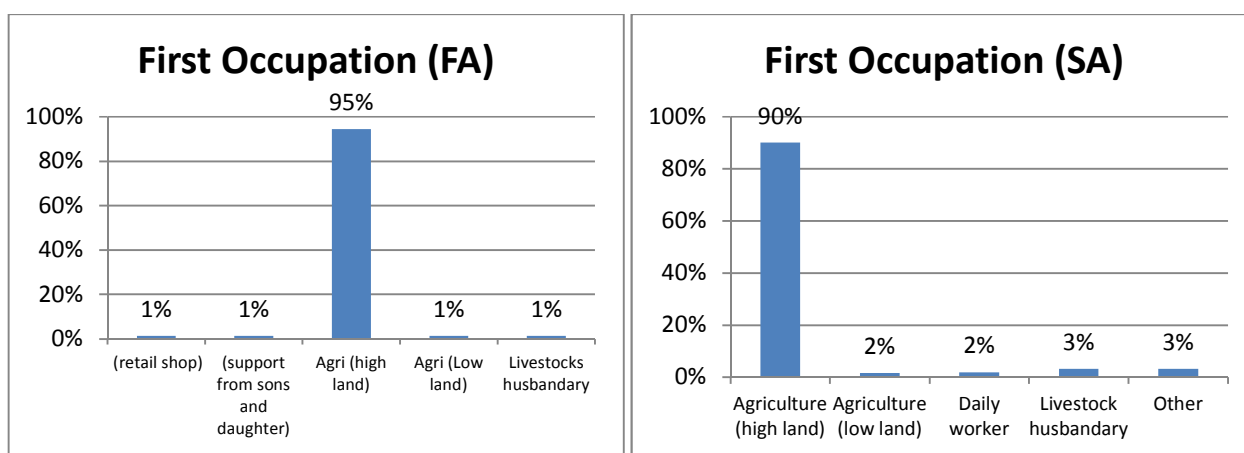 First Occupation (FA)
95%
100%
80%
60%
40%
20%
0%
1%
1%
1%
1%
(retail shop)
(support
from sons
and
daughter)
Agri (high
land)
Agri (Low
land)
Livestocks
husbandary
First Occupation (SA)
100%
80%
60%
40%
20%
0%
90%
2%
2%
3%
3%
Agriculture
(high land)
Agriculture
(low land)
Daily
worker
Livestock
husbandary
Other